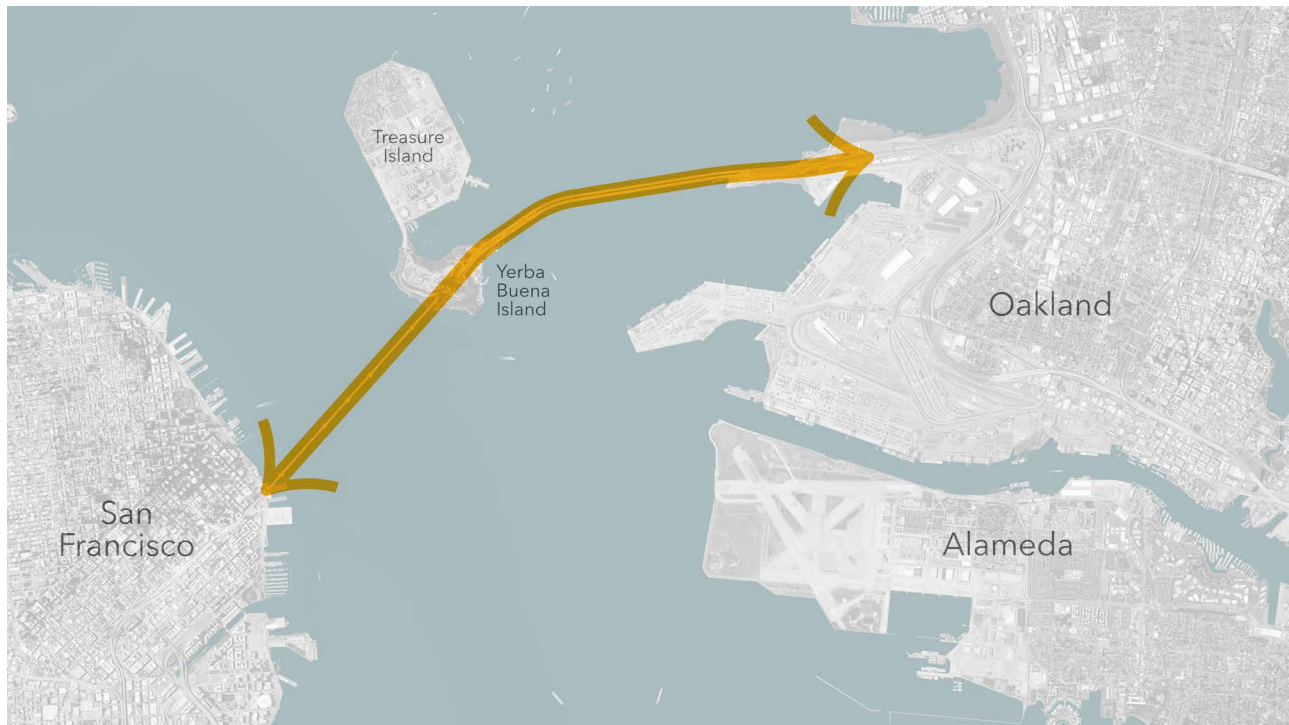 Treasure
Island
Yerba
Buena
Island
Oakland
San
Francisco
Alameda